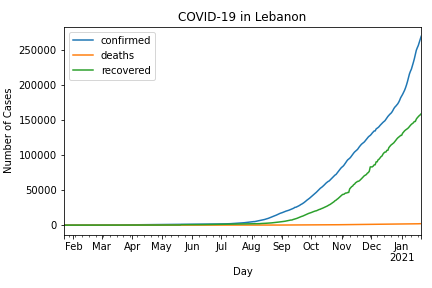 COVID-19 in Lebanon
confirmed
deaths
recovered
Number of Cases
250000
200000
150000
100000
50000
0
Feb Mar Apr May Jun Jul Aug Sep Oct Nov Dec Jan
2021
Day